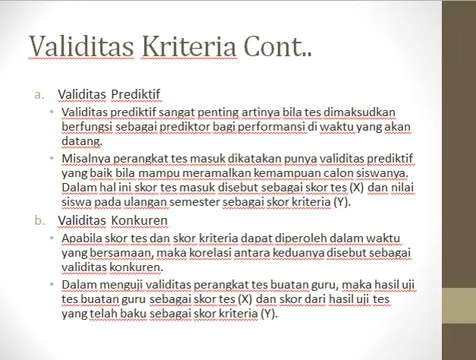 Validitas Kriteria Cont..
a. Validitas Prediktif
• Validitas prediktif sangat penting artinya bila tes dimaksudkan
berfungsi sebagai prediktor bagi performansi di waktu yang akan
datang.
• Misalnya perangkat tes masuk dikatakan punya validitas prediktif
yang baik bila mampu meramalkan kemampuan calon siswanya.
Dalam hal ini skor tes masuk disebut sebagai skor tes (X) dan nilai
siswa pada ulangan semester sebagai skor kriteria (Y).
b. Validitas Konkuren
• Apabila skor tes dan skor kriteria dapat diperoleh dalam waktu
yang bersamaan, maka korelasi antara keduanya disebut sebagai
validitas konkuren.
• Dalam menguji validitas perangkat tes buatan guru, maka hasil uji
tes buatan guru sebagai skor tes (X) dan skor dari hasil uji tes
yang telah baku sebagai skor kriteria (Y).